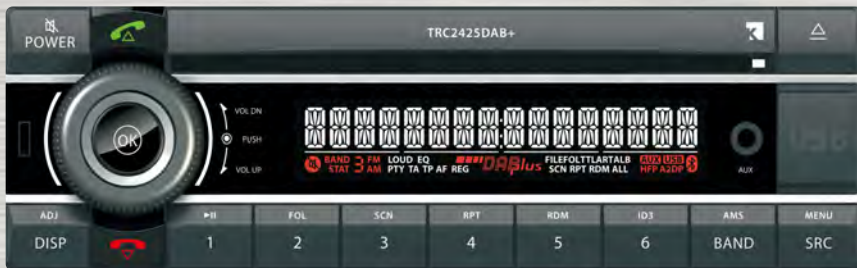 POWER
TRC2425DAB+
VOL DN
PUSH
VOL UP
OK
BAND 3 FM LOUD EQ DABplus FILEFOLTTLARTALB AUX USB
STAT AM PTY TA TP AF REG SCN RPT RDM ALL HFP A2DP
AUX
USB
ADJ FOL SCN RPT RDM ID3 AMS MENU
DISP 1 2 3 4 5 6 BAND SRC